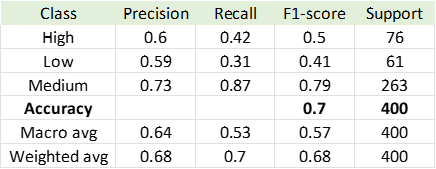 Class Precision Recall F1-score Support
High 0.6 0.42 0.5 76
Low 0.59 0.31 0.41 61
Medium 0.73 0.87 0.79 263
Accuracy 0.7 400
Macro avg 0.64 0.53 0.57 400
Weighted avg 0.68 0.7 0.68 400